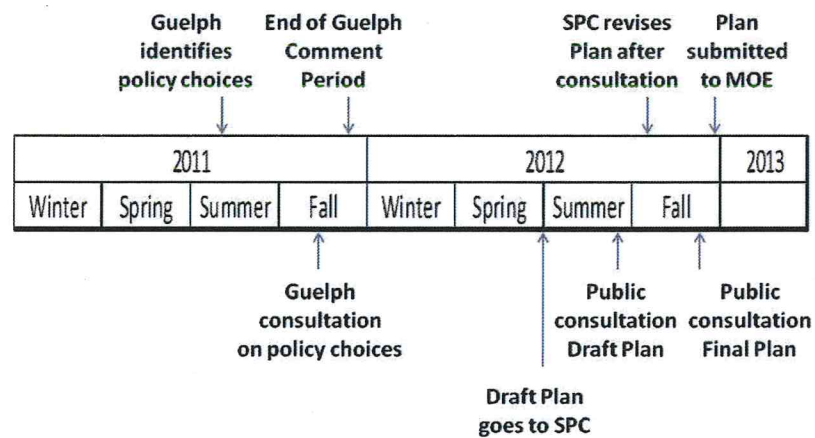 Guelph
identifies
policy choices
End of Guelph
Comment
Period
SPC revises
Plan after
consultation
Plan
submitted
to MOE
2011 2012 2013
Winter Spring Summer Fall Winter Spring Summer Fall
Guelph
consultation
on policy choices
Draft Plan
goes to SPC
Public
consultation
Draft Plan
Public
consultation
Final Plan